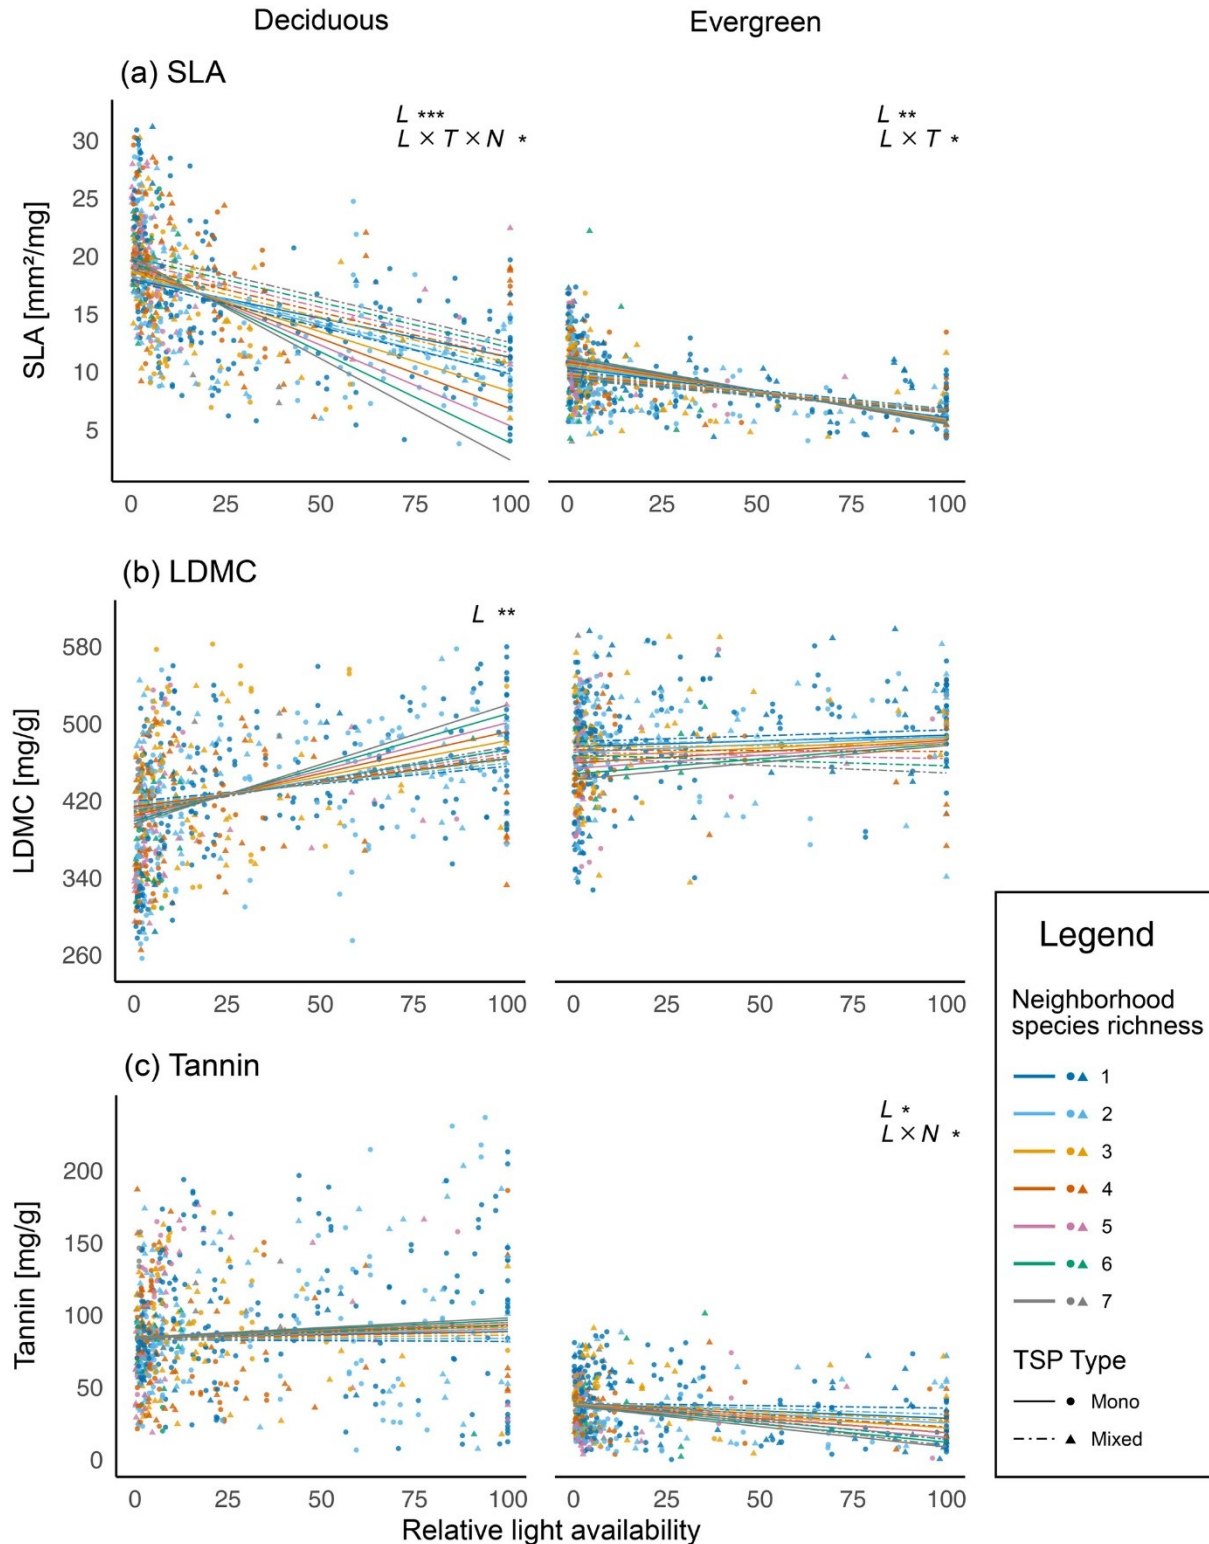 Deciduous Evergreen
(a) SLA
L ***
L × T × N *
L **
L × T *
SLA [mm²/mg]
30
25
20
15
10
5
0 25 50 75 100 0 25 50 75 100
(b) LDMC
L **
LDMC [mg/g]
580
500
420
340
260
0 25 50 75 100 0 25 50 75 100
(c) Tannin
L *
L × N *
Tannin [mg/g]
200
150
100
50
0
0 25 50 75 100 0 25 50 75 100
Relative light availability
Legend
Neighborhood
species richness
1
2
3
4
5
6
7
TSP Type
Mono
Mixed